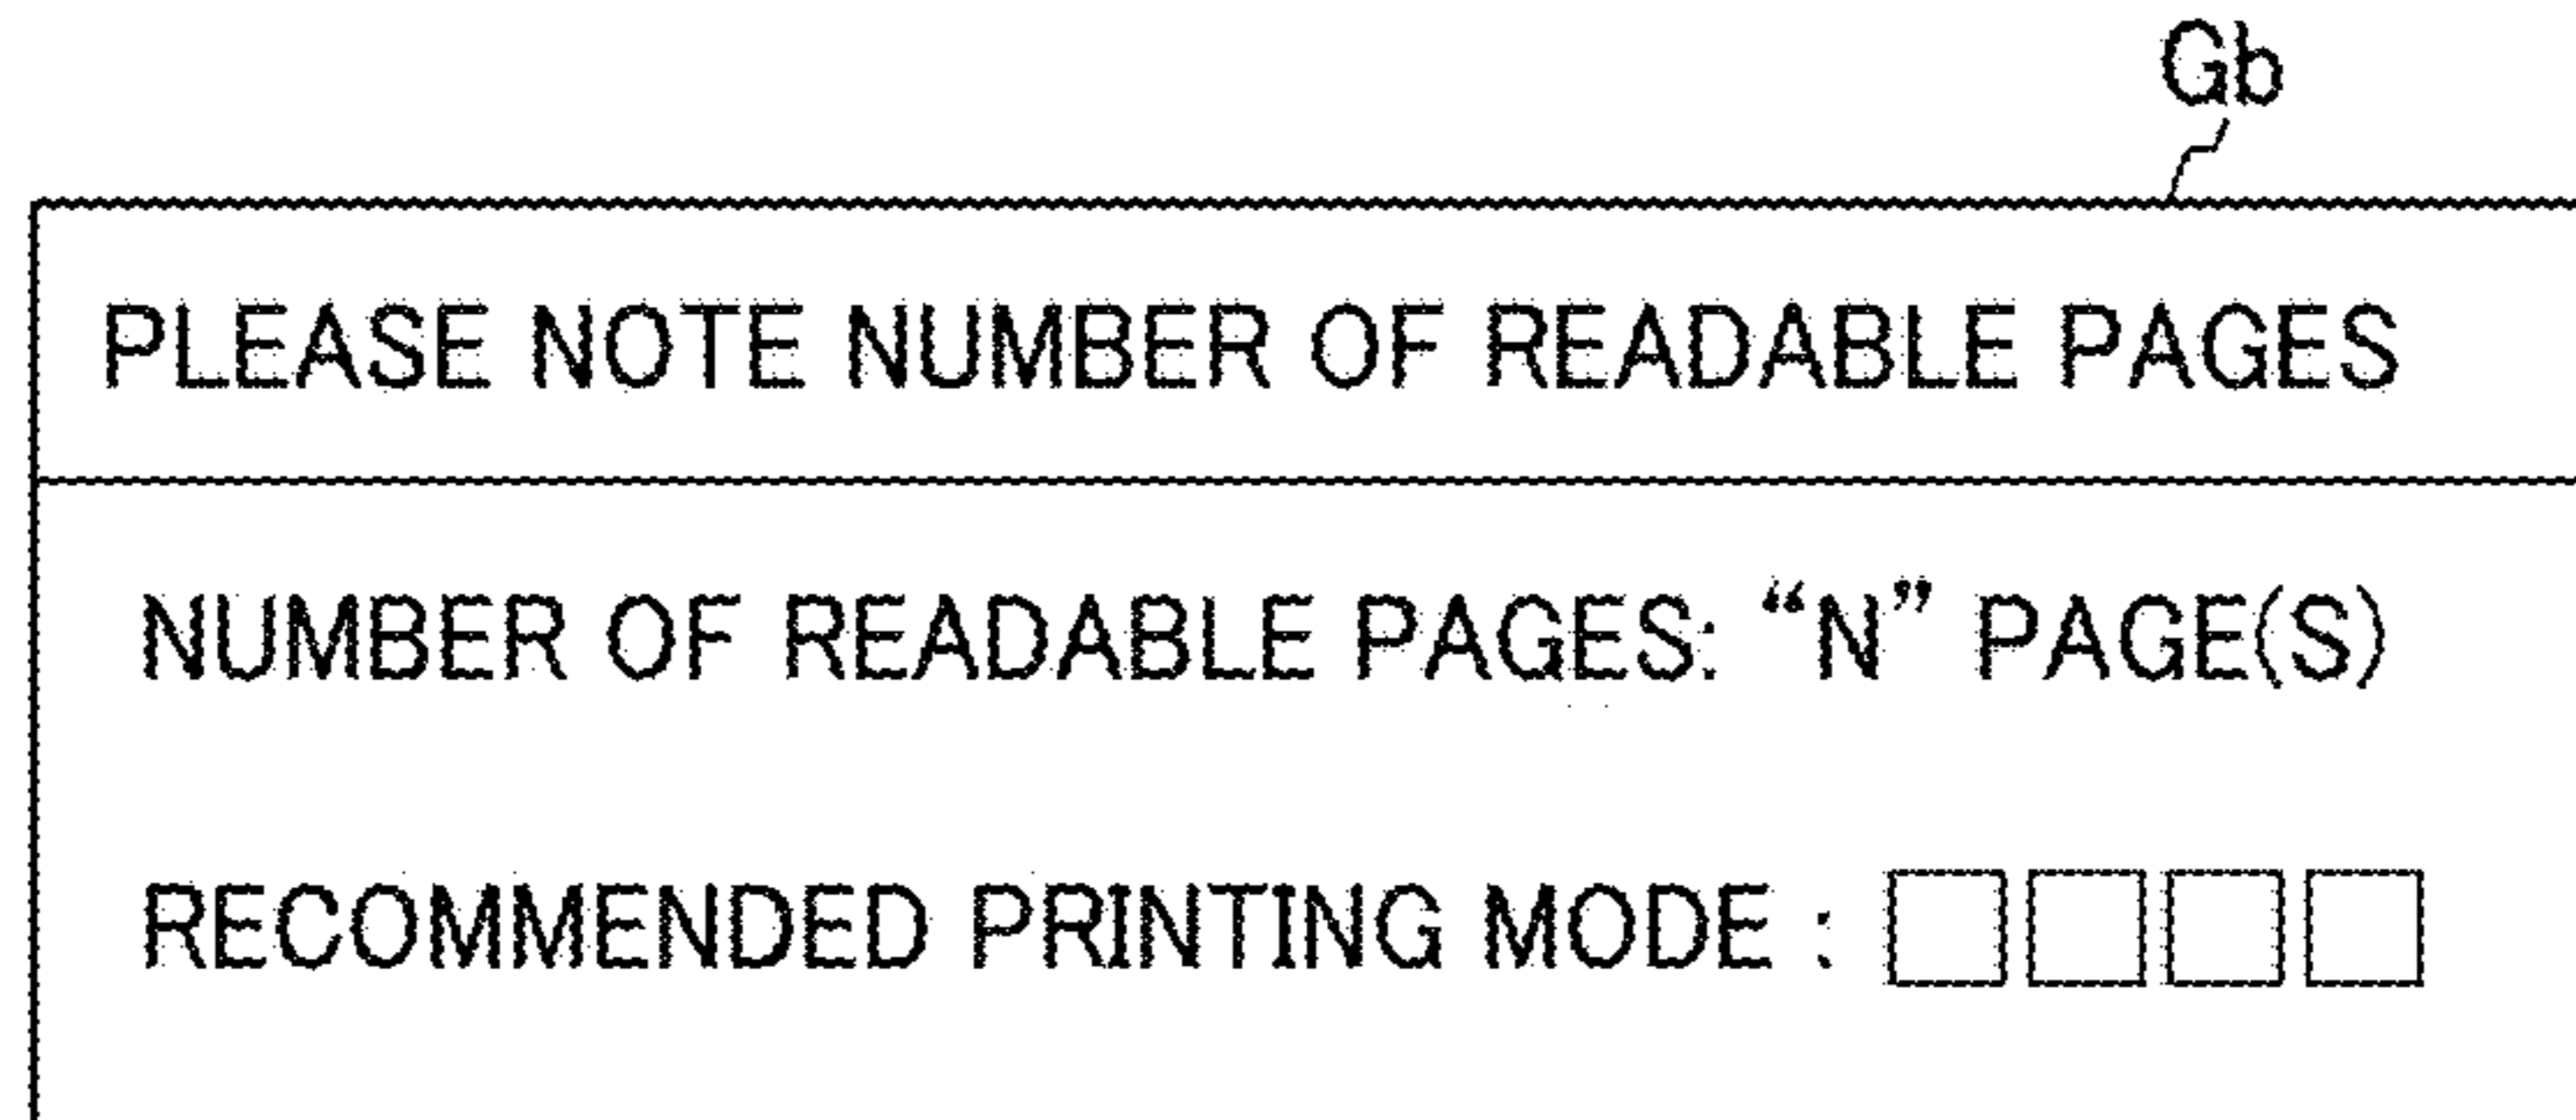 Gb
PLEASE NOTE NUMBER OF READABLE PAGES
NUMBER OF READABLE PAGES: “N” PAGE(S)
RECOMMENDED PRINTING MODE : □□□□